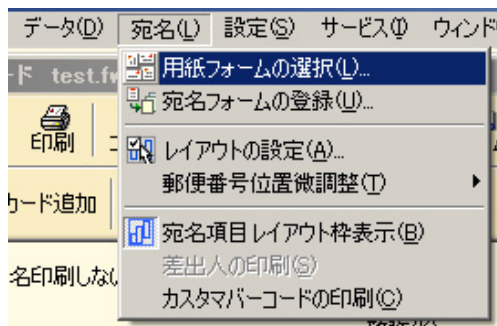 データ(D) 宛名(L) 設定(S) サービス(I) ウィンド
ード test.fw
用紙フォームの選択(L)...
宛名フォームの登録(U)...
印刷
レイアウトの設定(A)...
郵便番号位置微調整(T)
カード追加
宛名項目レイアウト枠表示(B)
差出人の印刷(S)
名印刷しない
カスタマバーコードの印刷(C)